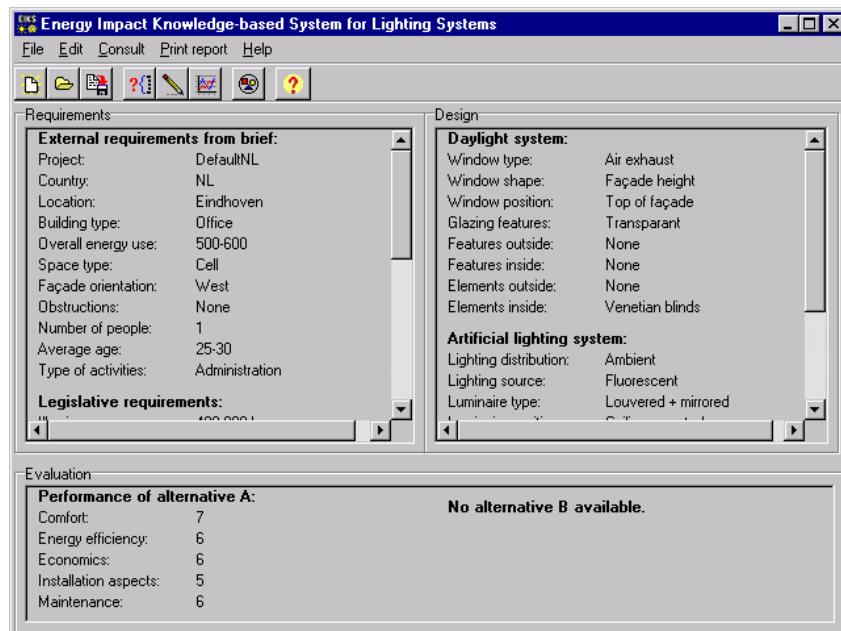 EIKS
Energy Impact Knowledge-based System for Lighting Systems
File Edit Consult Print report Help
Requirements
External requirements from brief:
Project: DefaultNL
Country: NL
Location: Eindhoven
Building type: Office
Overall energy use: 500-600
Space type: Cell
Façade orientation: West
Obstructions: None
Number of people: 1
Average age: 25-30
Type of activities: Administration
Legislative requirements:
Design
Daylight system:
Window type: Air exhaust
Window shape: Façade height
Window position: Top of façade
Glazing features: Transparant
Features outside: None
Features inside: None
Elements outside: None
Elements inside: Venetian blinds
Artificial lighting system:
Lighting distribution: Ambient
Lighting source: Fluorescent
Luminaire type: Louvered + mirrored
Evaluation
Performance of alternative A:
Comfort: 7
Energy efficiency: 6
Economics: 6
Installation aspects: 5
Maintenance: 6
No alternative B available.